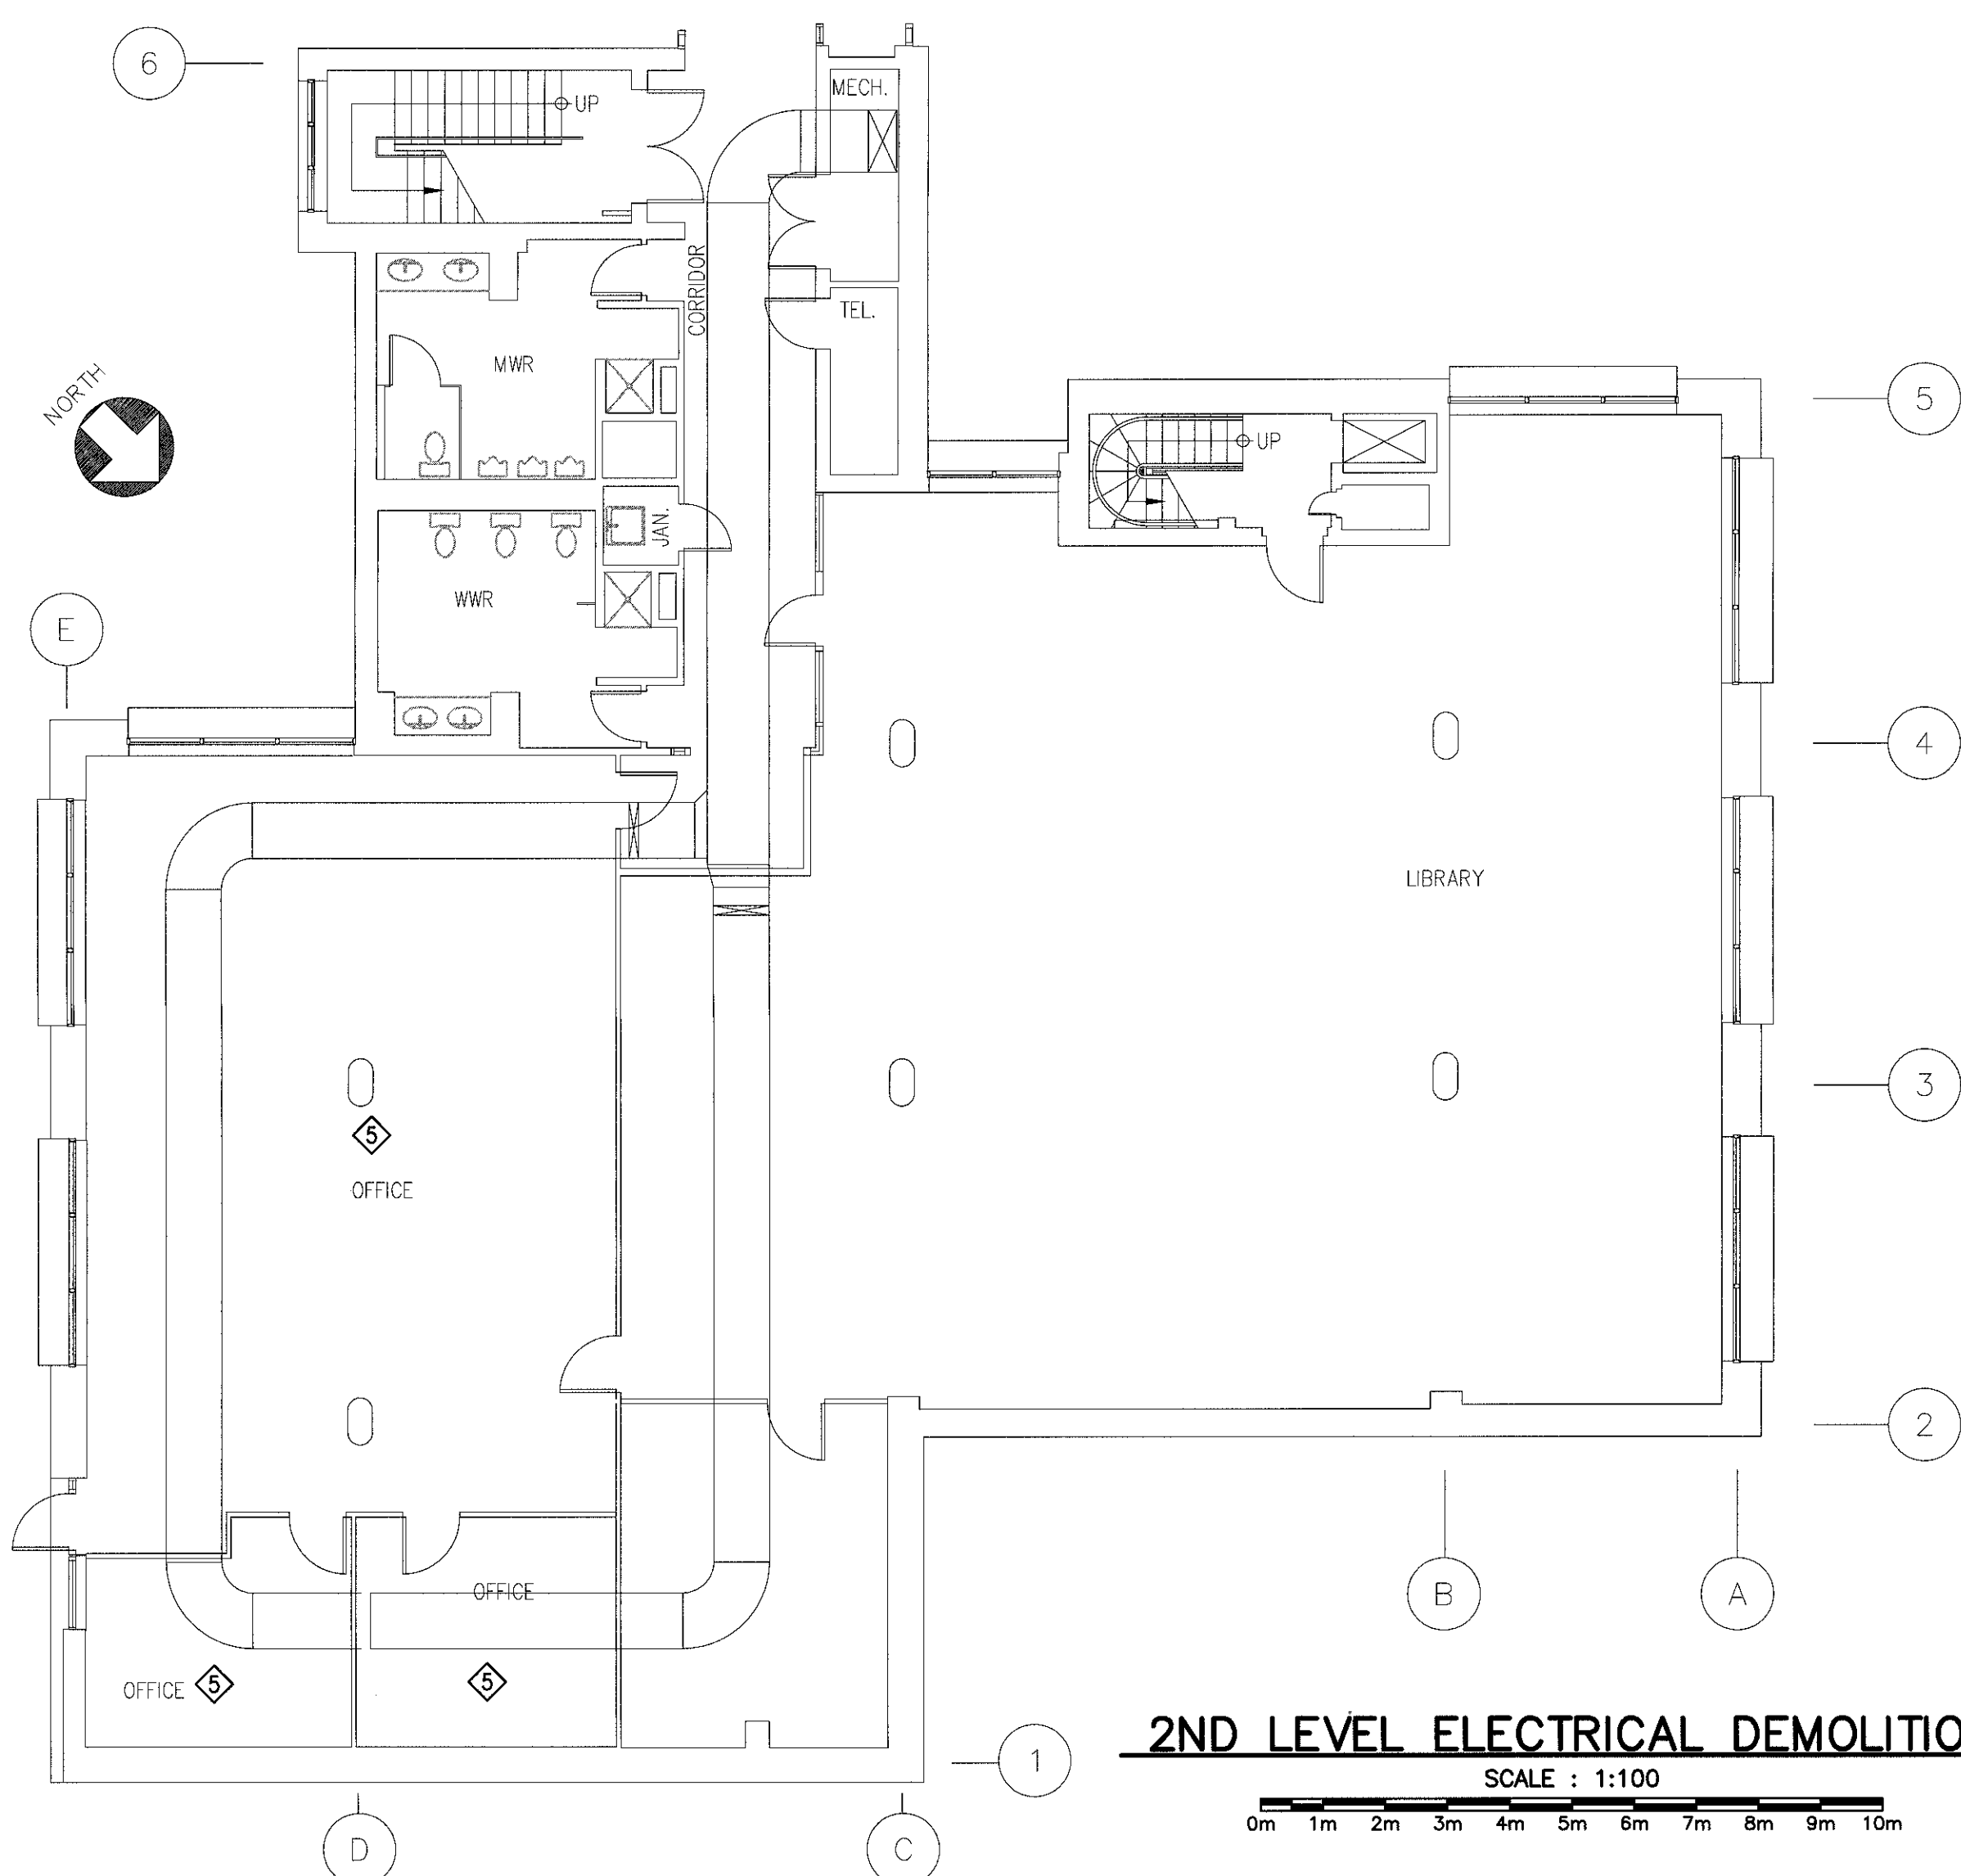 6
UP
MECH.
CORRIDOR
TEL.
MWR
NORTH
5
UP
JAN.
WWR
E
4
LIBRARY
3
5
OFFICE
2
OFFICE
B
A
OFFICE
5
5
1
2ND LEVEL ELECTRICAL DEMOLITIO
SCALE : 1:100
0m 1m 2m 3m 4m 5m 6m 7m 8m 9m 10m
D
C